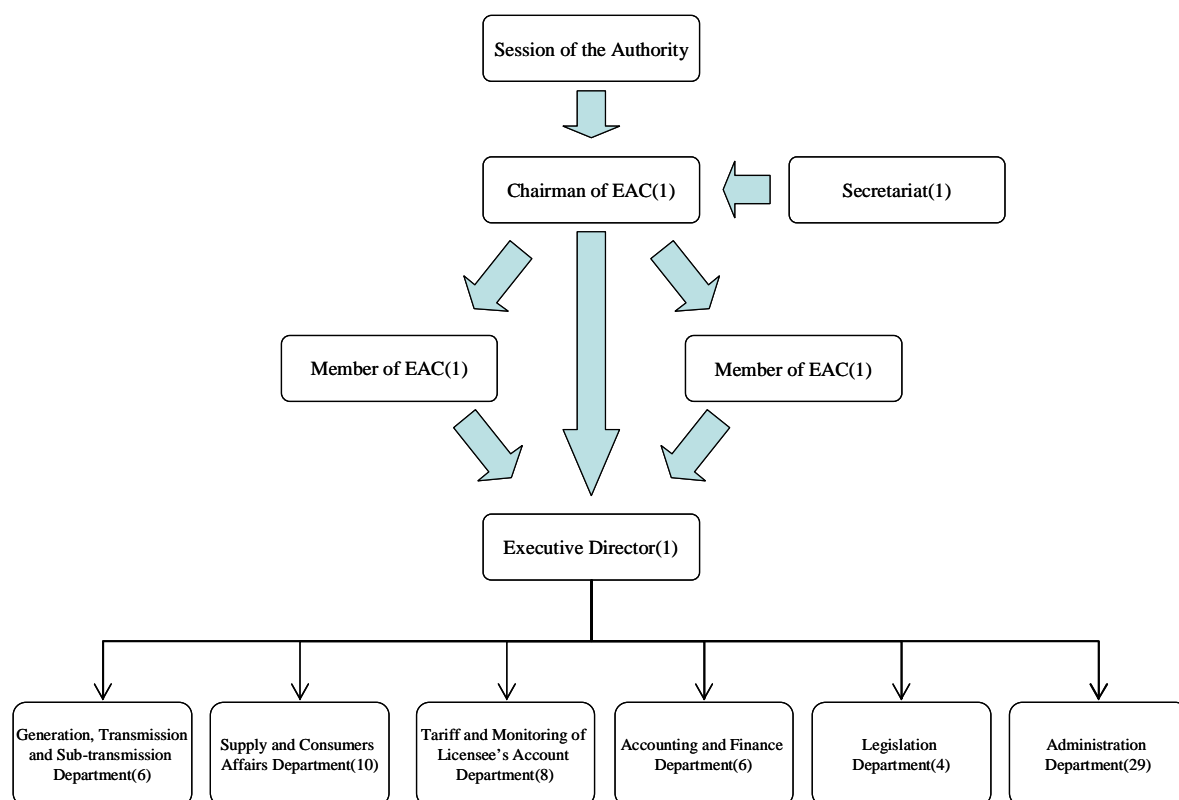 Session of the Authority
Chairman of EAC(1)
Secretariat(1)
Member of EAC(1)
Member of EAC(1)
Executive Director(1)
Generation, Transmission
and Sub-transmission
Department(6)
Supply and Consumers
Affairs Department(10)
Tariff and Monitoring of
Licensee's Account
Department(8)
Accounting and Finance
Department(6)
Legislation
Department(4)
Administration
Department(29)